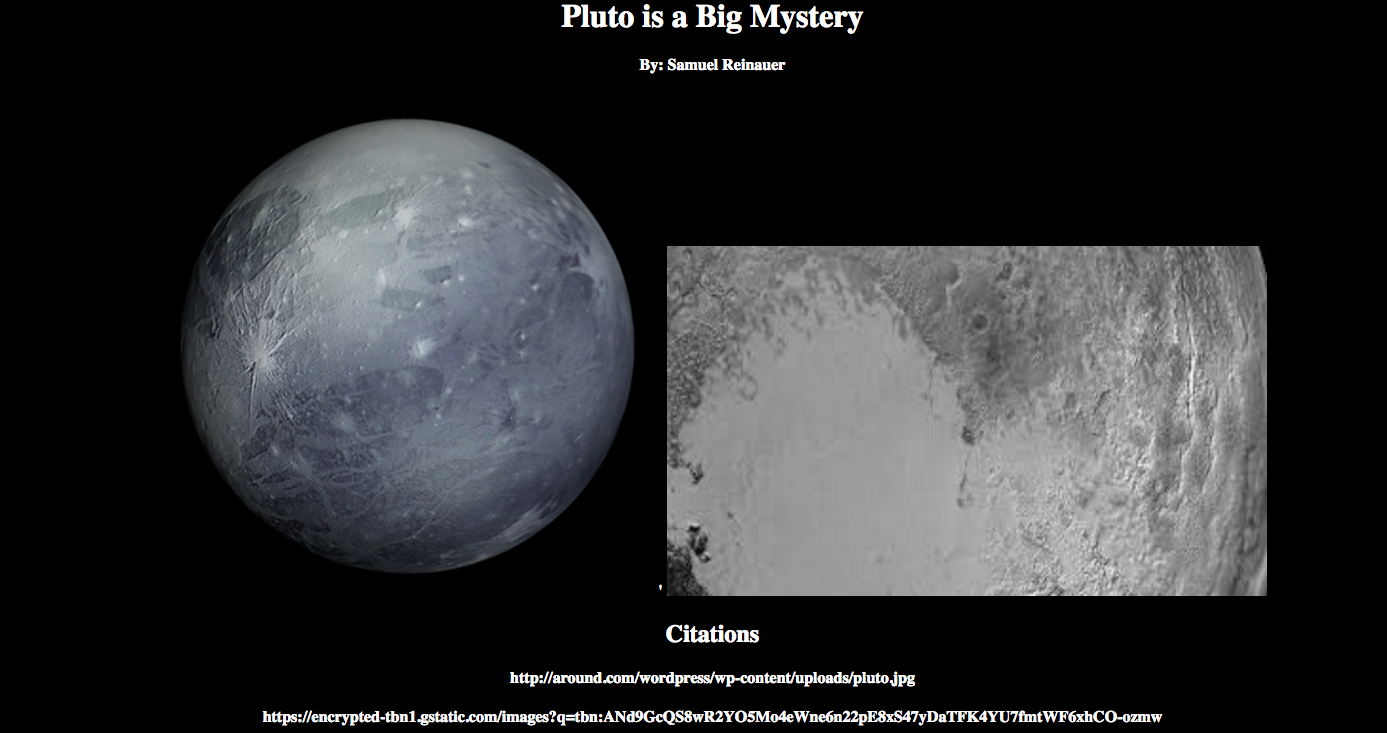 Pluto is a Big Mystery
By: Samuel Reinauer
'
Citations
http://around.com/wordpress/wp-content/uploads/pluto.jpg
https://encrypted-tbn1.gstatic.com/images?q=tbn:ANd9GcQS8wR2YO5Mo4eWne6n22pE8xS47yDaTFK4YU7fmtWF6xhCO-ozmw